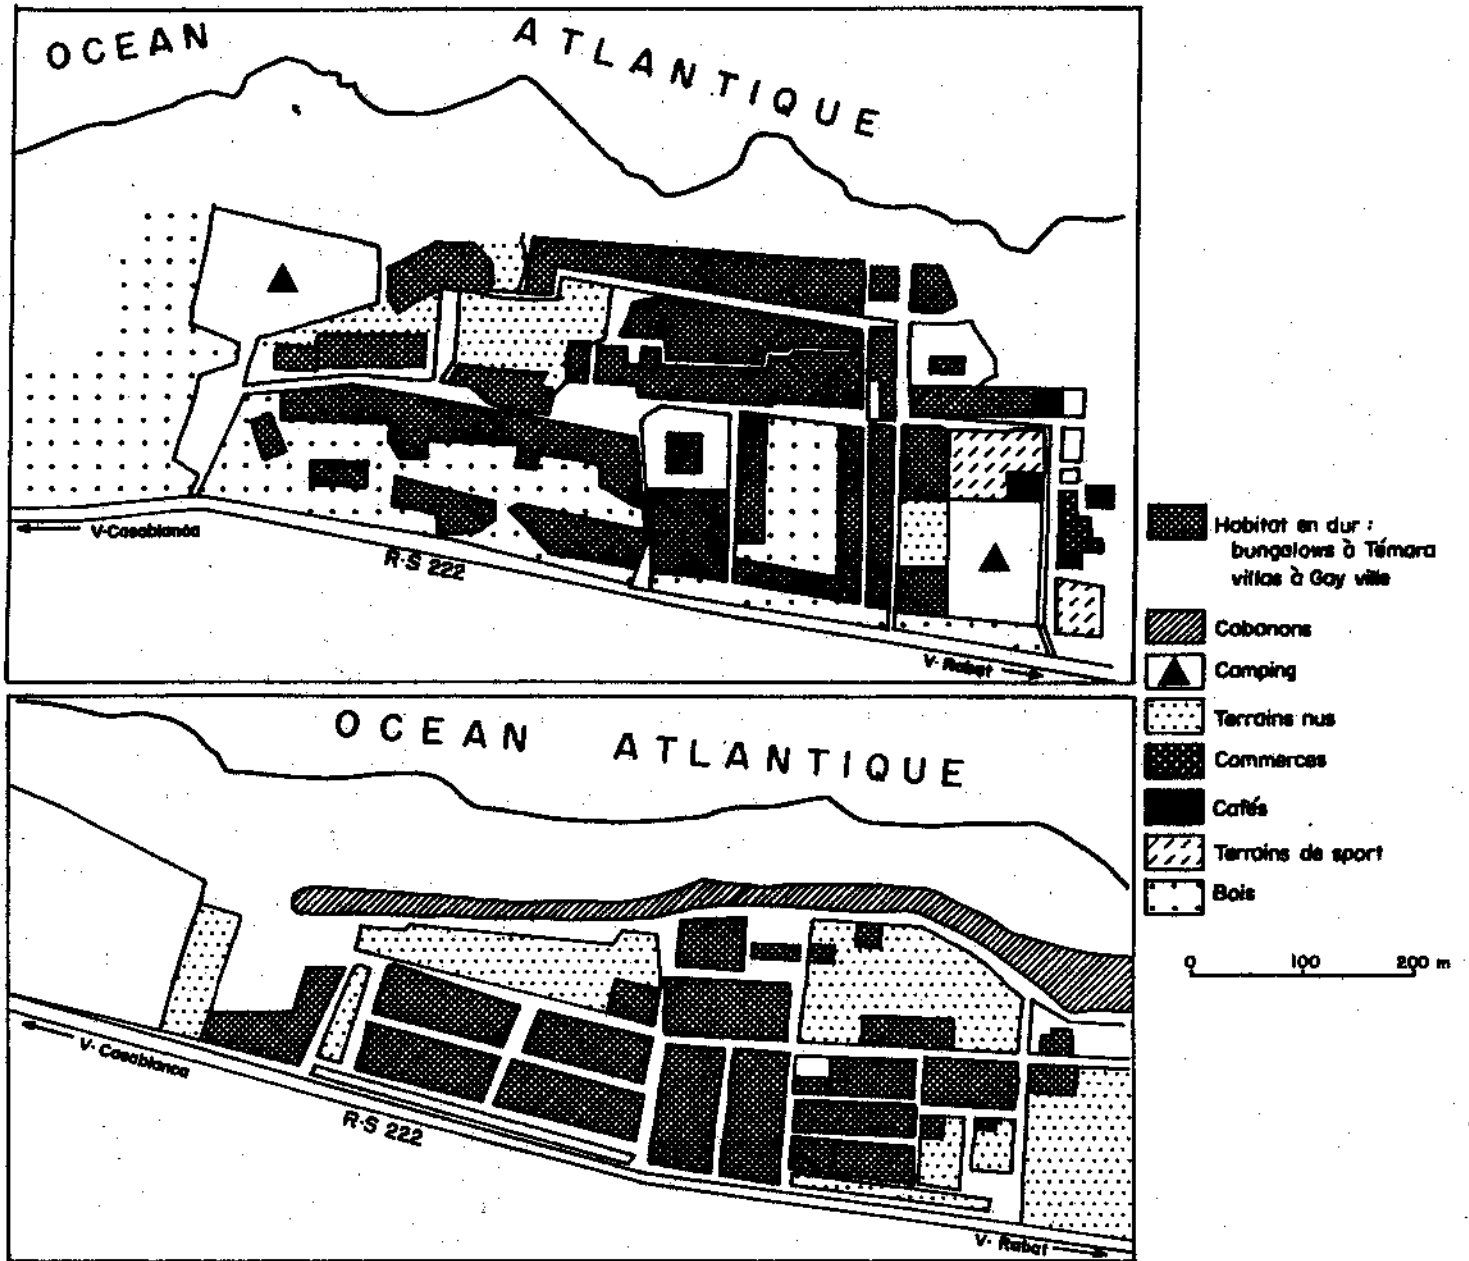 OCEAN ATLANTIQUE
V-Casablanca
R·S 222
V· Rabat
OCEAN ATLANTIQUE
V· Casablanca
R·S 222
V· Rabat
Habitat en dur :
bungalows à Témara
villas à Gay ville
Cabanons
Camping
Terrains nus
Commerces
Cafés
Terrains de sport
Bois
0 100 200 m